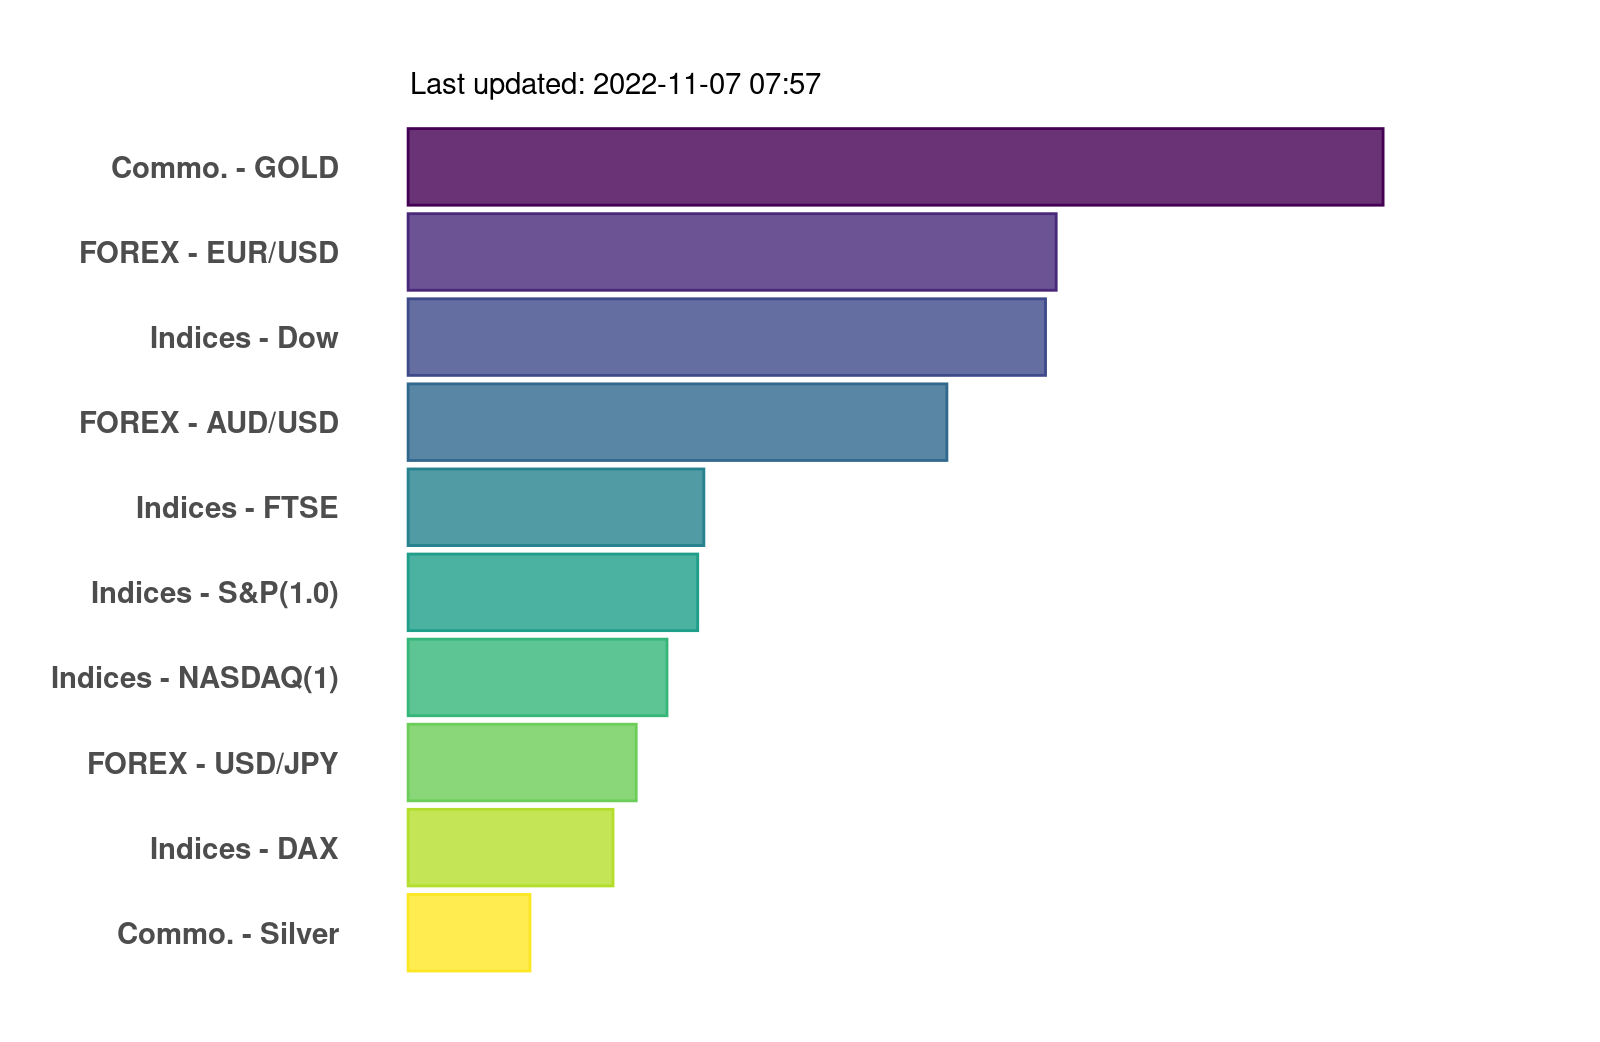 Last updated: 2022-11-07 07:57
Commo. - GOLD
FOREX - EUR/USD
Indices - Dow
FOREX - AUD/USD
Indices - FTSE
Indices - S&P(1.0)
Indices - NASDAQ(1)
FOREX - USD/JPY
Indices - DAX
Commo. - Silver